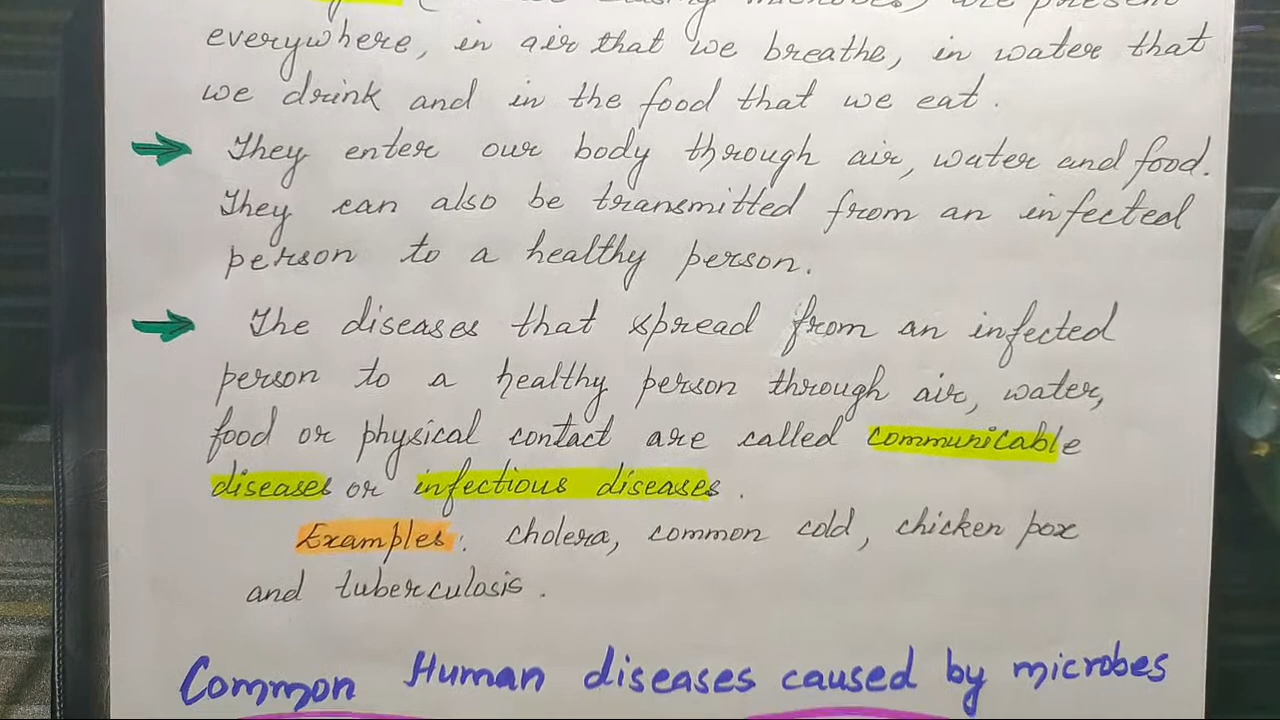 microbes) are present
everywhere, in air that we breathe, in water that
we drink and in the food that we eat.
They enter our body through air, water and food.
They can also be transmitted from an infected
person to a healthy person.
The diseases that spread from an infected
person to a healthy person through air, water,
food or physical contact are called communicable
diseases or infectious diseases.
Examples: cholera, common cold, chicken pox
and tuberculosis.
Common Human diseases caused by microbes